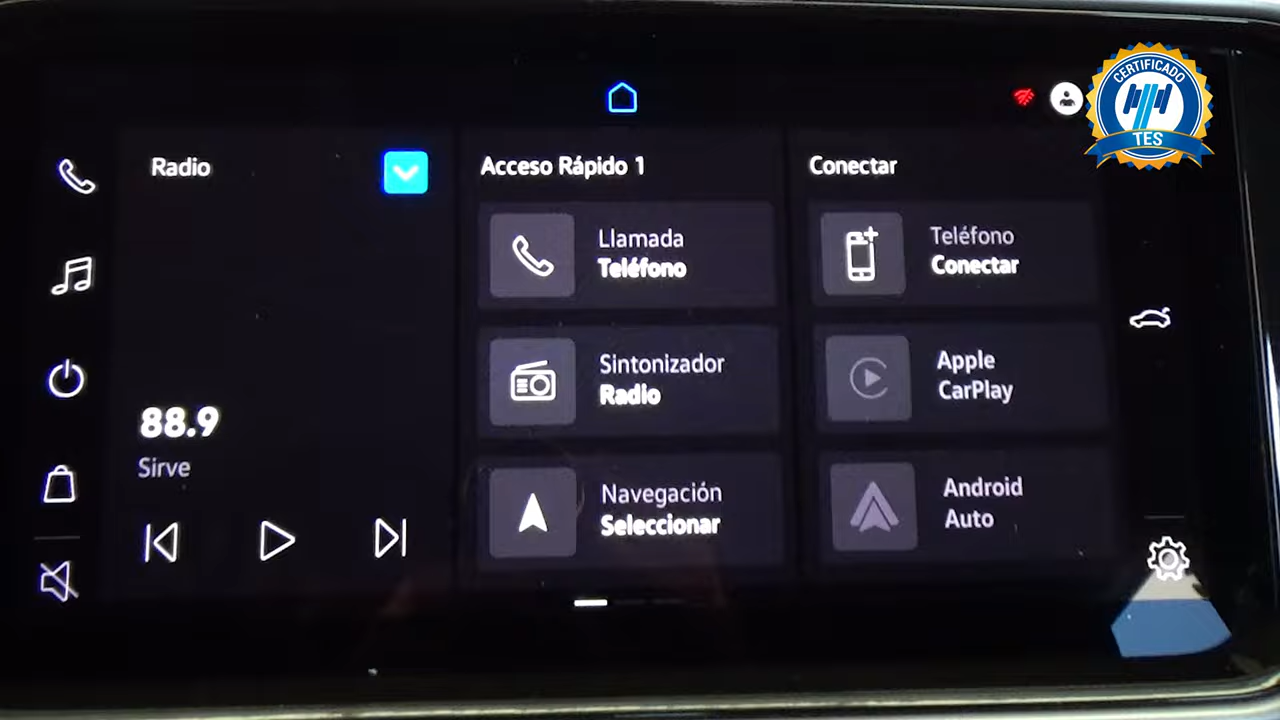 CERTIFICADO
TES
Radio
88.9
Sirve
Acceso Rápido 1
Llamada
Teléfono
Sintonizador
Radio
Navegación
Seleccionar
Conectar
Teléfono
Conectar
Apple
CarPlay
Android
Auto